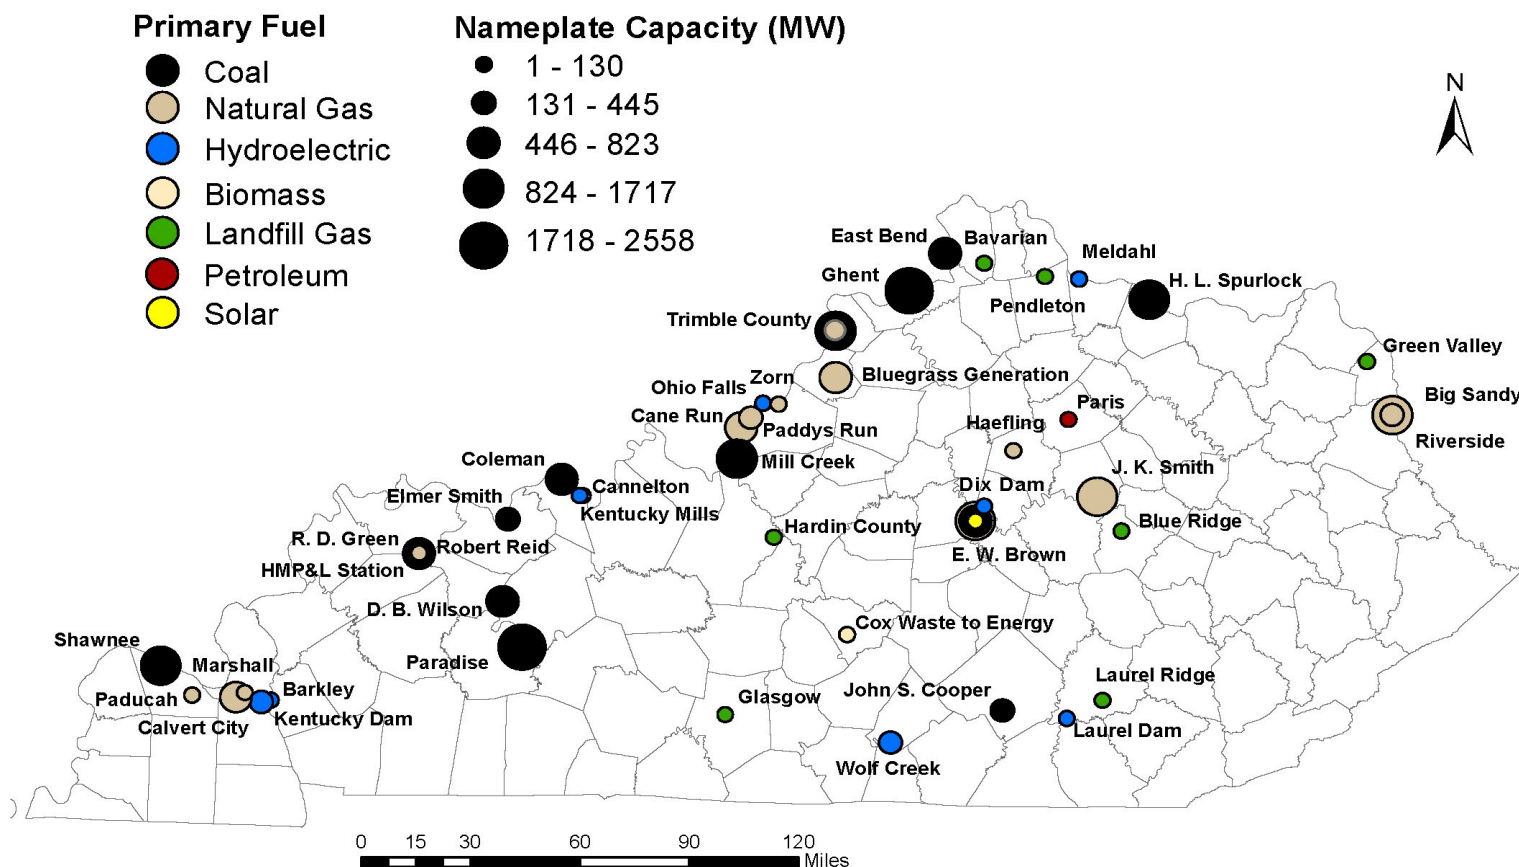 Primary Fuel
Coal
Natural Gas
Hydroelectric
Biomass
Landfill Gas
Petroleum
Solar
Nameplate Capacity (MW)
1 - 130
131 - 445
446 - 823
824 - 1717
1718 - 2558
N
East Bend
Bavarian
Meldahl
Ghent
H. L. Spurlock
Pendleton
Trimble County
Green Valley
Bluegrass Generation
Zorn
Ohio Falls
Big Sandy
Cane Run
Paris
Paddys Run
Haefling
Riverside
Coleman
Mill Creek
J. K. Smith
Elmer Smith
Cannelton
Dix Dam
Kentucky Mills
Hardin County
Blue Ridge
R. D. Green
Robert Reid
E. W. Brown
HMP&L Station
D. B. Wilson
Cox Waste to Energy
Shawnee
Paradise
Marshall
Laurel Ridge
Barkley
John S. Cooper
Paducah
Glasgow
Kentucky Dam
Calvert City
Laurel Dam
Wolf Creek
0 15 30 60 90 120
Miles